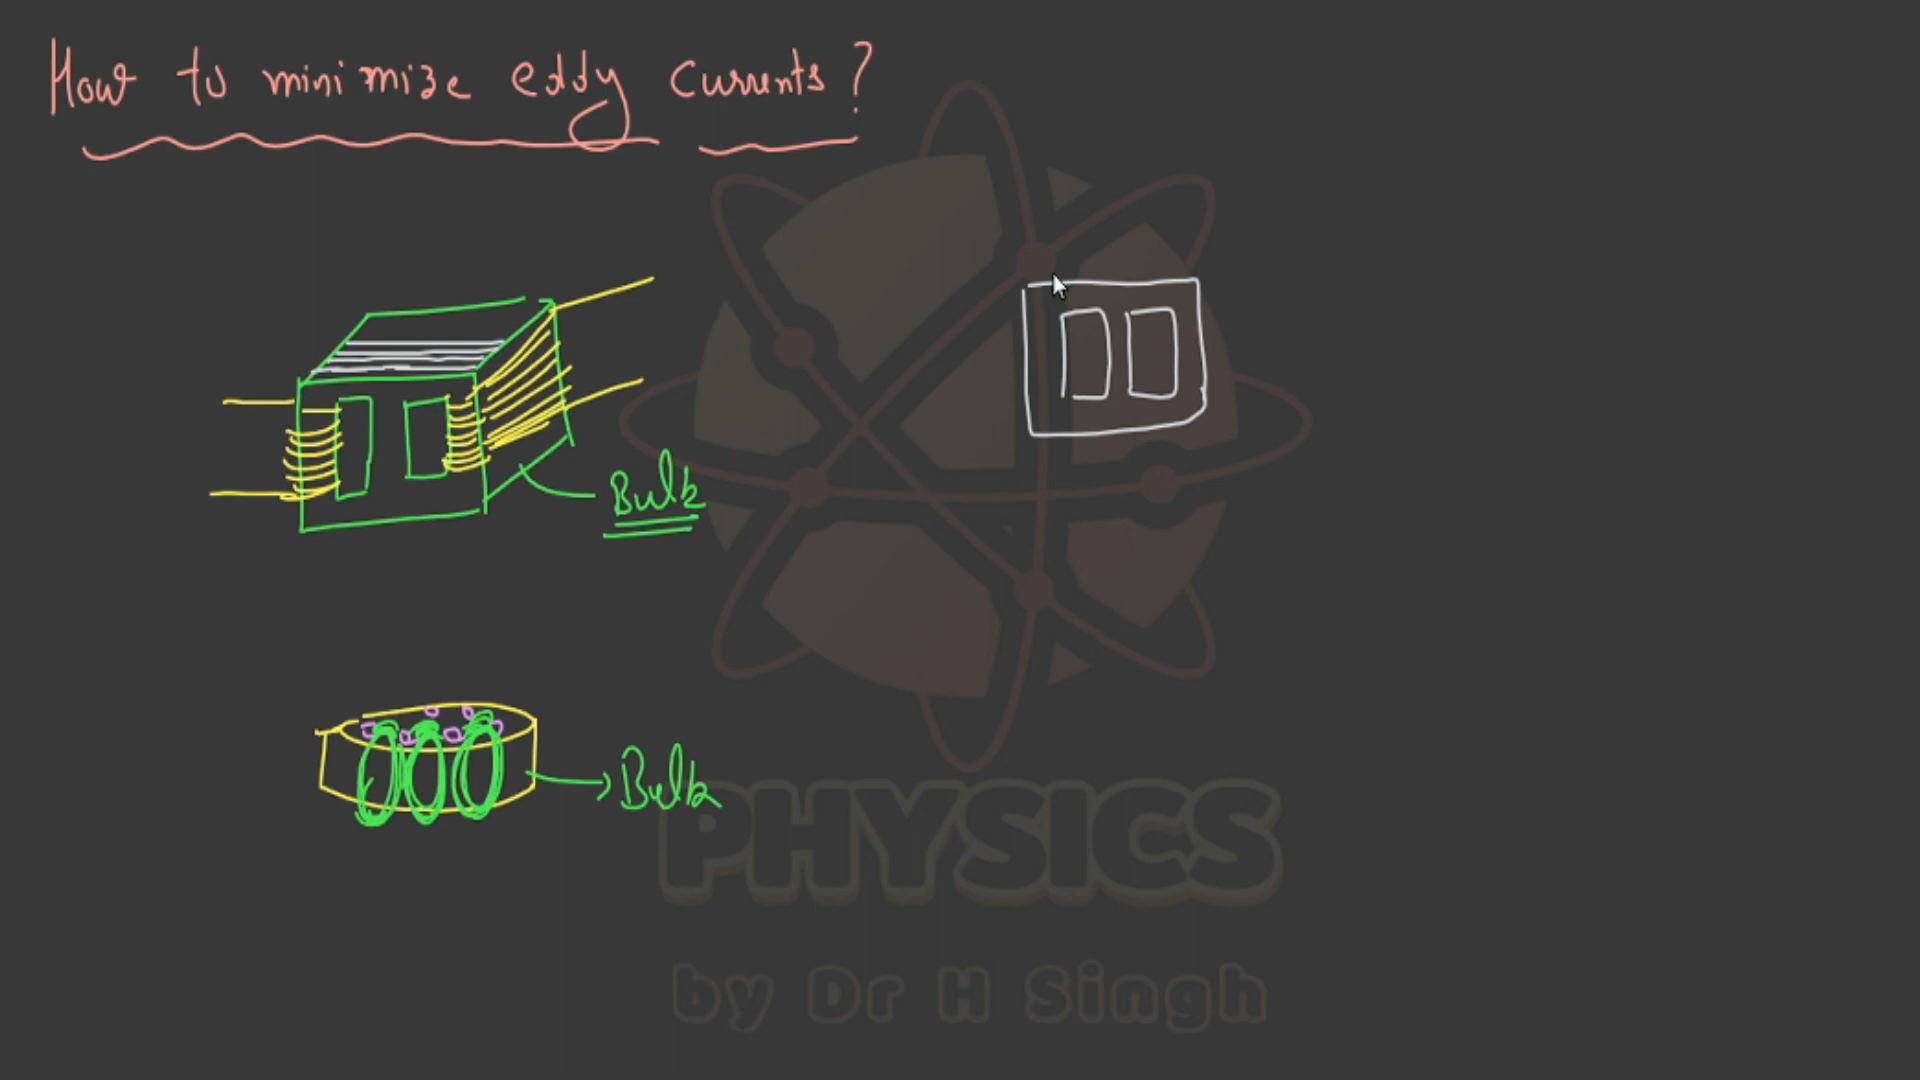 How to minimize eddy currents?
Bulk
Bulk
PHYSICS
by Dr H Singh